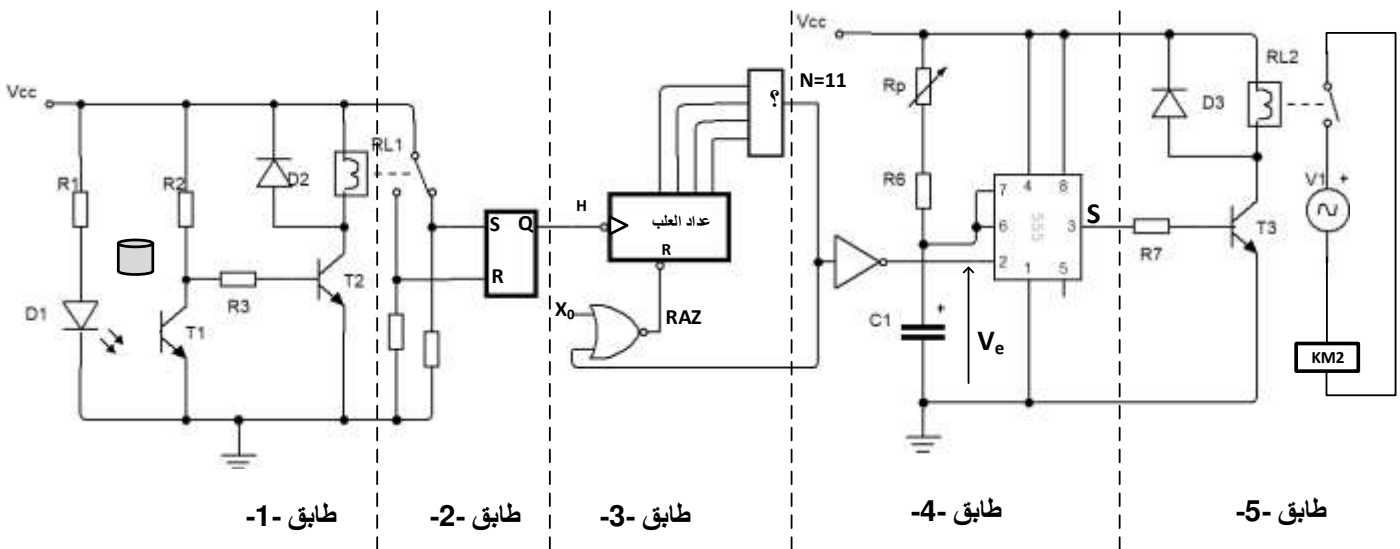 Vcc
Vcc
N=11
؟
RL2
Rp
D3
RL1
R1
R2
D2
R6
V1
+
H
عداد العلب
R
S
Q
R
7
4
8
6
555
3
S
2
1
5
R7
T3
T2
R3
D1
T1
X₀
RAZ
C1
+
Vₑ
KM2
طابق -1-
طابق -2-
طابق -3-
طابق -4-
طابق -5-